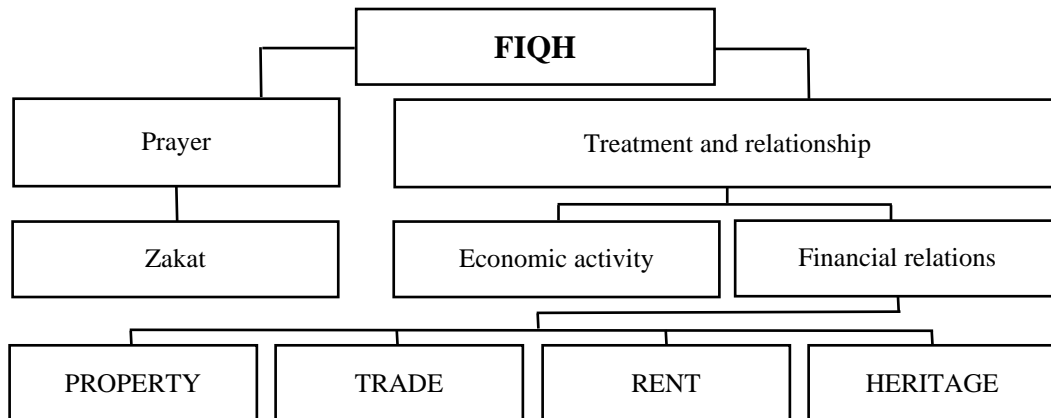 FIQH
Prayer
Treatment and relationship
Zakat
Economic activity
Financial relations
PROPERTY
TRADE
RENT
HERITAGE